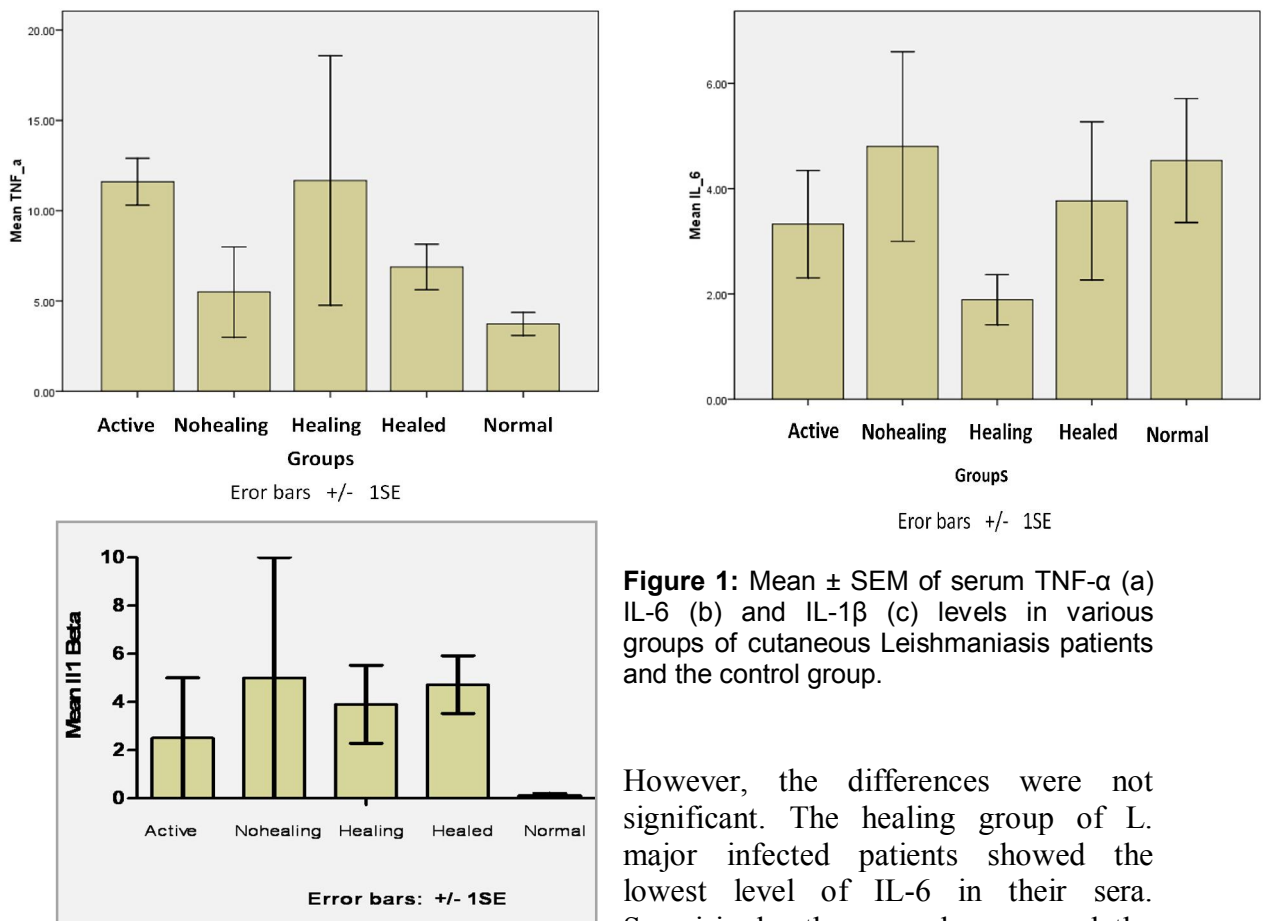 20.00
15.00
10.00
5.00
0.00
Mean TNF_a
Active Nohealing Healing Healed Normal
Groups
Eror bars +/- 1SE
6.00
4.00
2.00
0.00
Mean IL_6
Active Nohealing Healing Healed Normal
Groups
Eror bars +/- 1SE
10
8
6
4
2
0
Mean Il1 Beta
Active Nohealing Healing Healed Normal
Error bars: +/- 1SE
Figure 1: Mean ± SEM of serum TNF-α (a)
IL-6 (b) and IL-1β (c) levels in various
groups of cutaneous Leishmaniasis patients
and the control group.
However, the differences were not
significant. The healing group of L.
major infected patients showed the
lowest level of IL-6 in their sera.